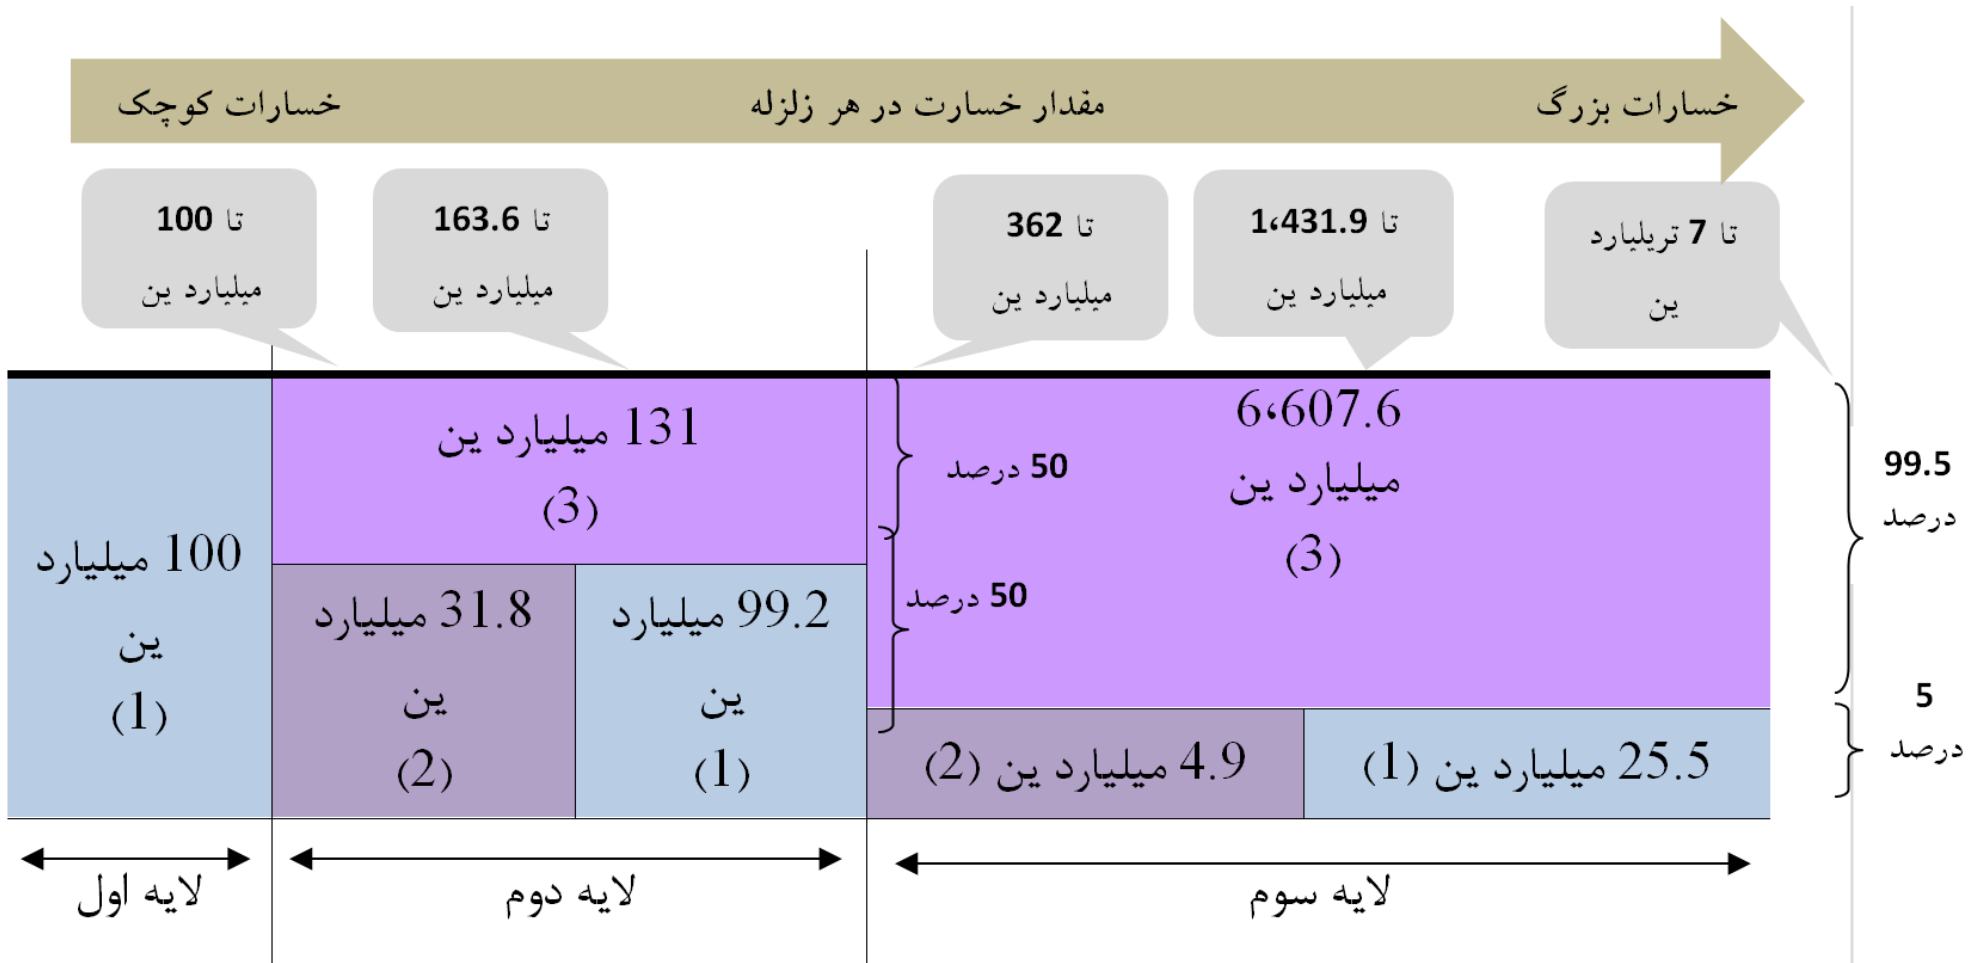 خسارات کوچک
مقدار خسارت در هر زلزله
خسارات بزرگ
تا 100
میلیارد ین
تا 163.6
میلیارد ین
تا 362
میلیارد ین
تا 1،431.9
میلیارد ین
تا 7 تریلیارد
ین
100 میلیارد
ین
(1)
131 میلیارد ین
(3)
31.8 میلیارد
ین
(2)
99.2 میلیارد
ین
(1)
50 درصد
50 درصد
6،607.6
میلیارد ین
(3)
4.9 میلیارد ین (2)
25.5 میلیارد ین (1)
99.5
درصد
5
درصد
لایه اول
لایه دوم
لایه سوم